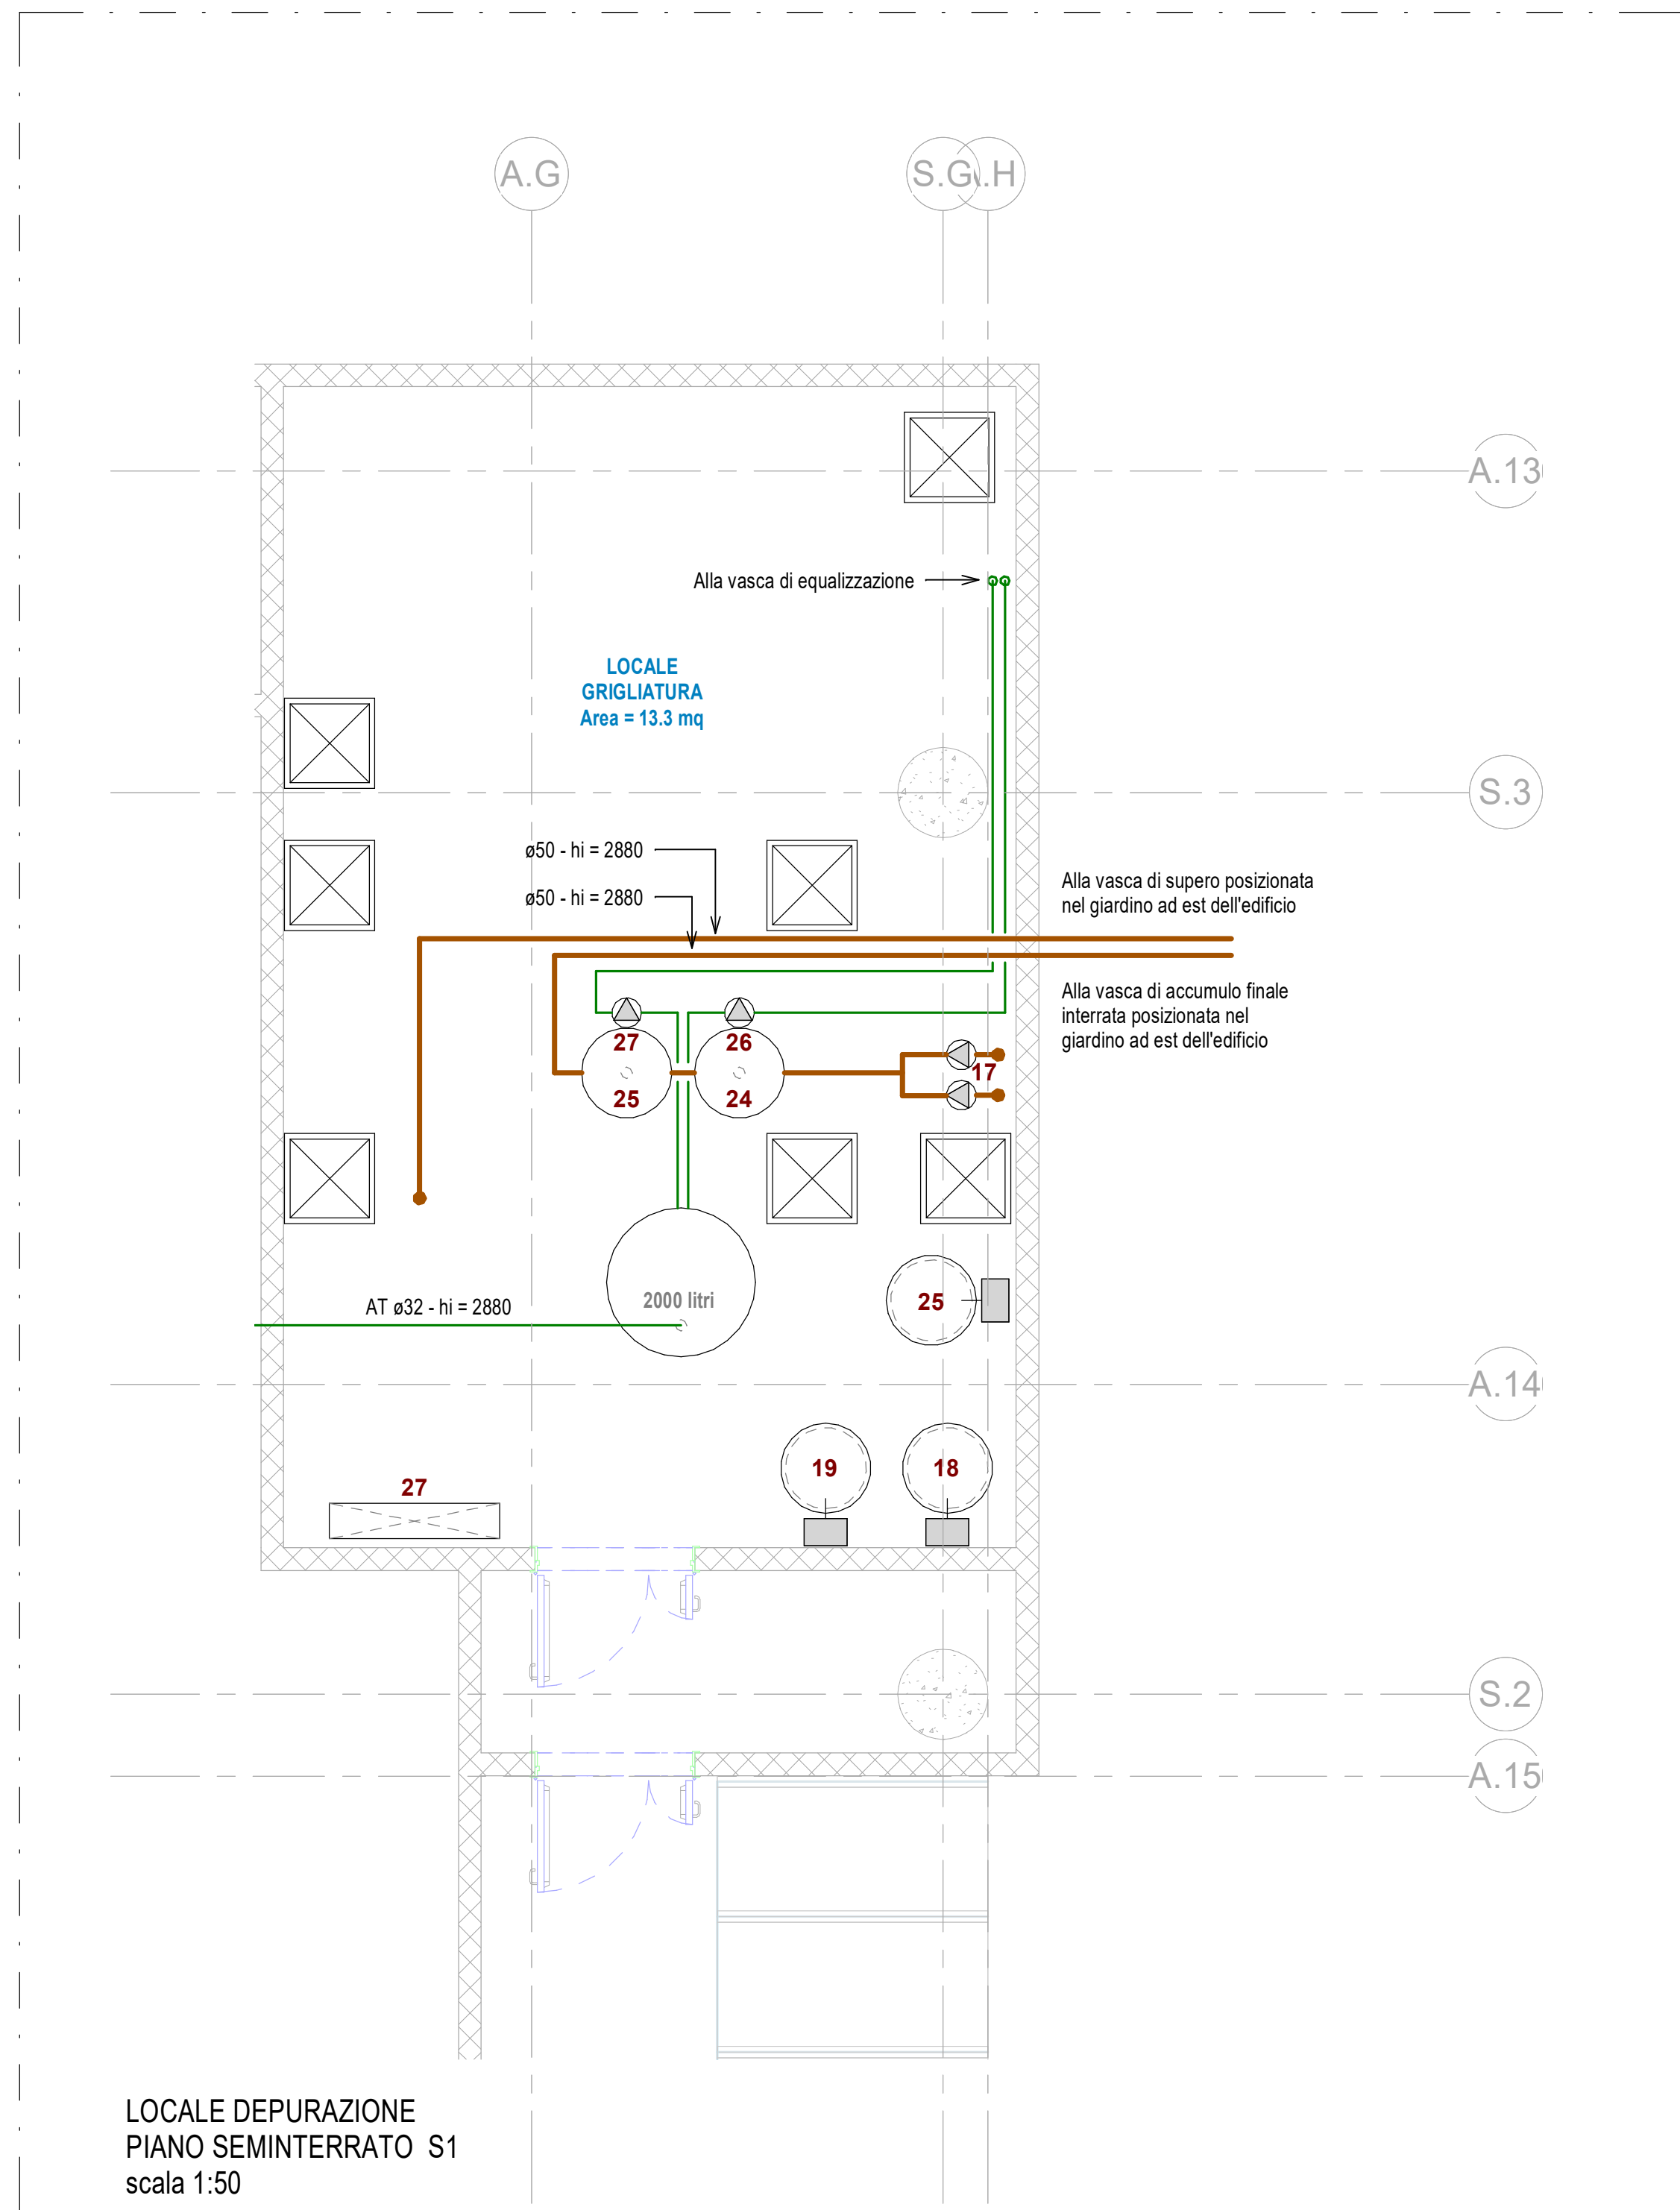 A.G
S.G
A.H
A.13
Alla vasca di equalizzazione
LOCALE
GRIGLIATURA
Area = 13.3 mq
S.3
ø50 - hi = 2880
ø50 - hi = 2880
Alla vasca di supero posizionata
nel giardino ad est dell'edificio
Alla vasca di accumulo finale
interrata posizionata nel
giardino ad est dell'edificio
27
26
17
25
24
2000 litri
25
AT ø32 - hi = 2880
A.14
19
18
27
S.2
A.15
LOCALE DEPURAZIONE
PIANO SEMINTERRATO S1
scala 1:50